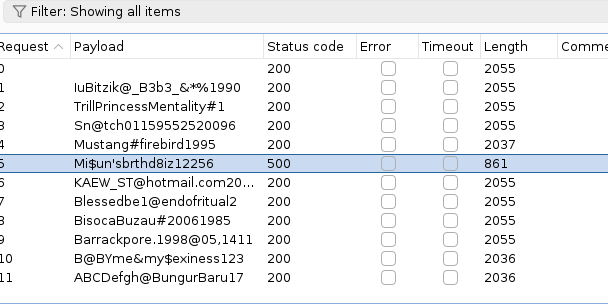 Filter: Showing all items
Request Payload Status code Error Timeout Length Comme
0 200 2055
1 IuBitzik@_B3b3_&*%1990 200 2055
2 TrillPrincessMentality#1 200 2055
3 Sn@tch01159552520096 200 2055
4 Mustang#firebird1995 200 2037
5 Mi$un'sbrthd8iz12256 500 861
6 KAEW_ST@hotmail.com20... 200 2055
7 Blessedbe1@endofritual2 200 2055
8 BisocaBuzau#20061985 200 2055
9 Barrackpore.1998@05,1411 200 2055
10 B@BYme&my$exiness123 200 2036
11 ABCDefgh@BungurBaru17 200 2036